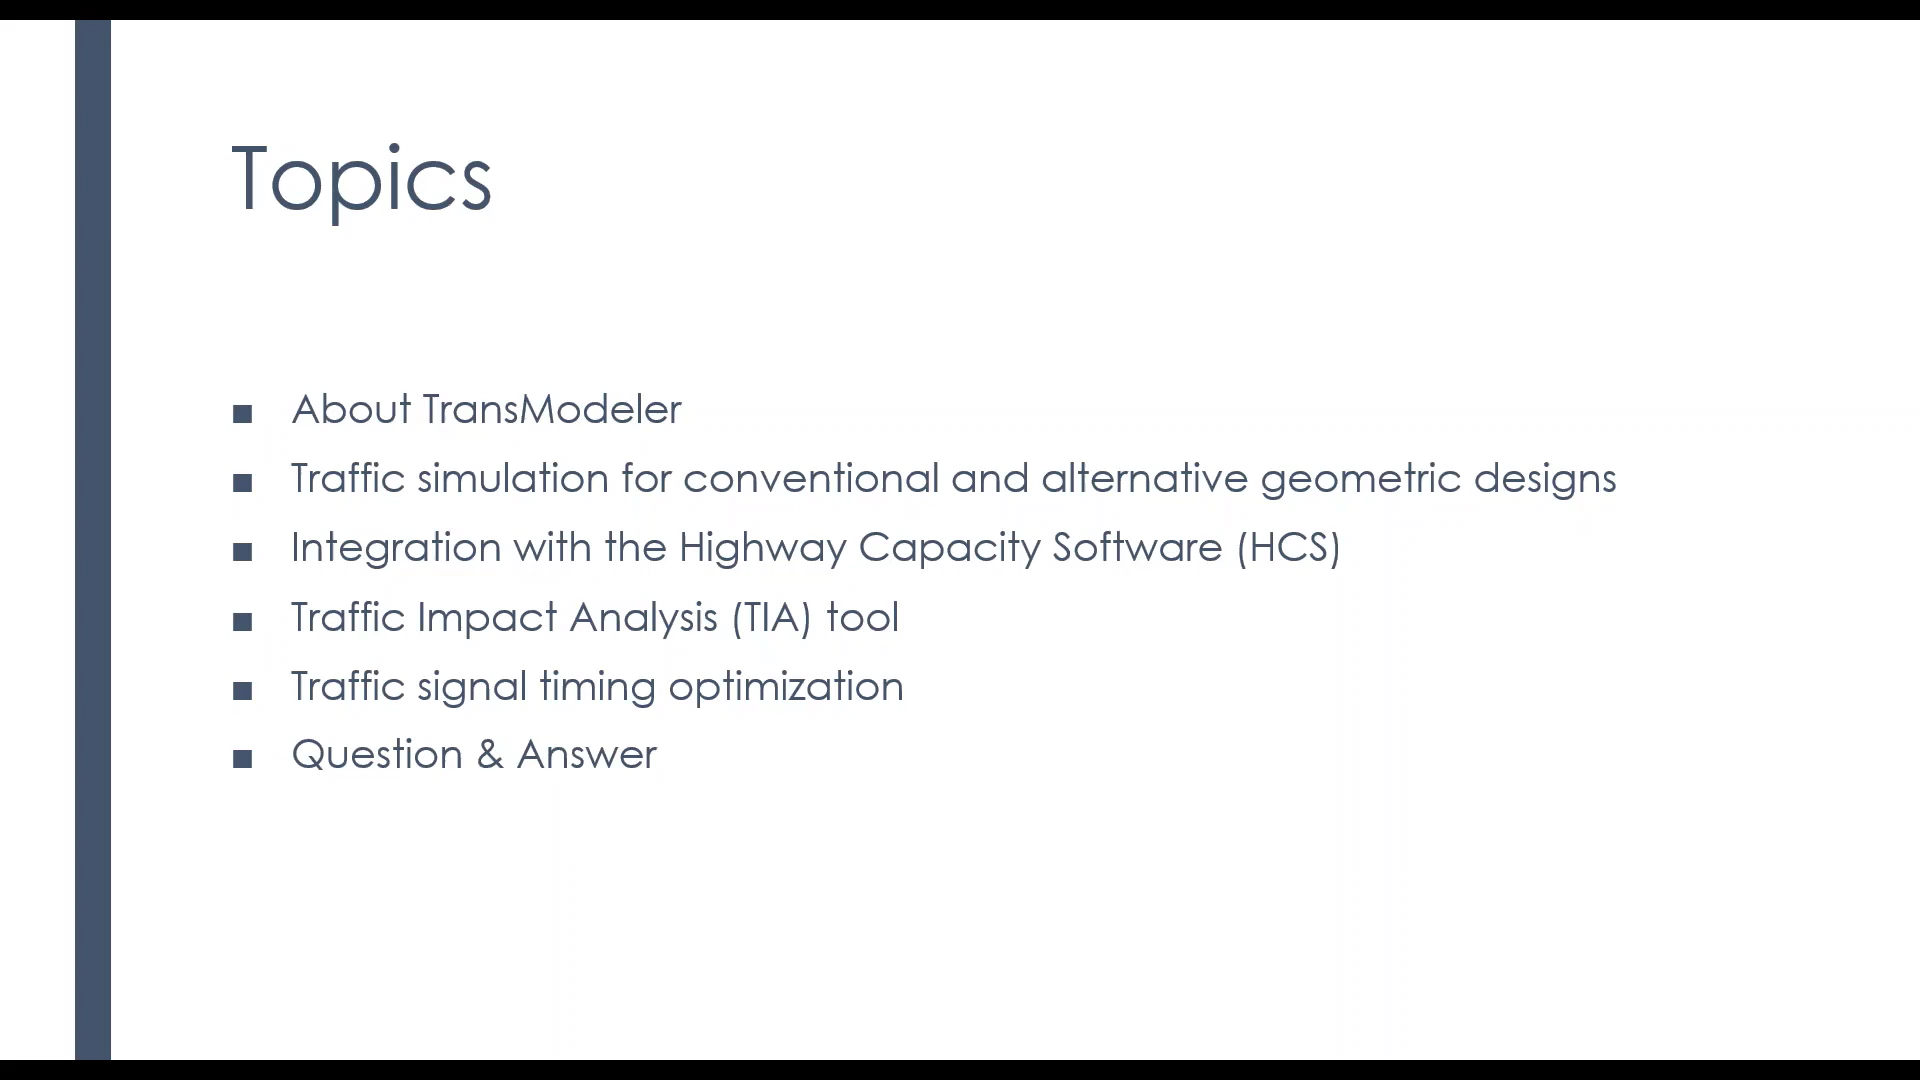 Topics
■ About TransModeler
■ Traffic simulation for conventional and alternative geometric designs
■ Integration with the Highway Capacity Software (HCS)
■ Traffic Impact Analysis (TIA) tool
■ Traffic signal timing optimization
■ Question & Answer